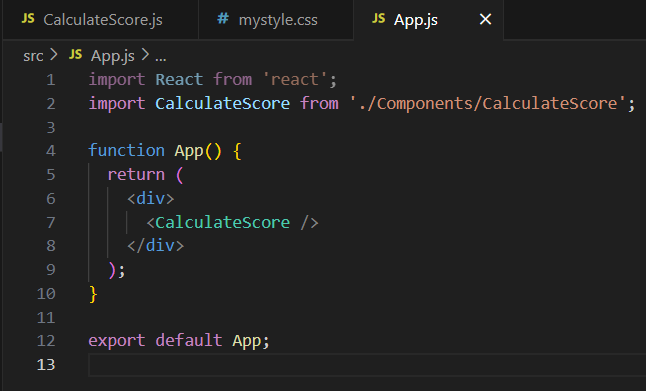 JS CalculateScore.js # mystyle.css JS App.js ×
src > JS App.js > ...
1 import React from 'react';
2 import CalculateScore from './Components/CalculateScore';
3
4 function App() {
5 return (
6 <div>
7 <CalculateScore />
8 </div>
9 );
10 }
11
12 export default App;
13